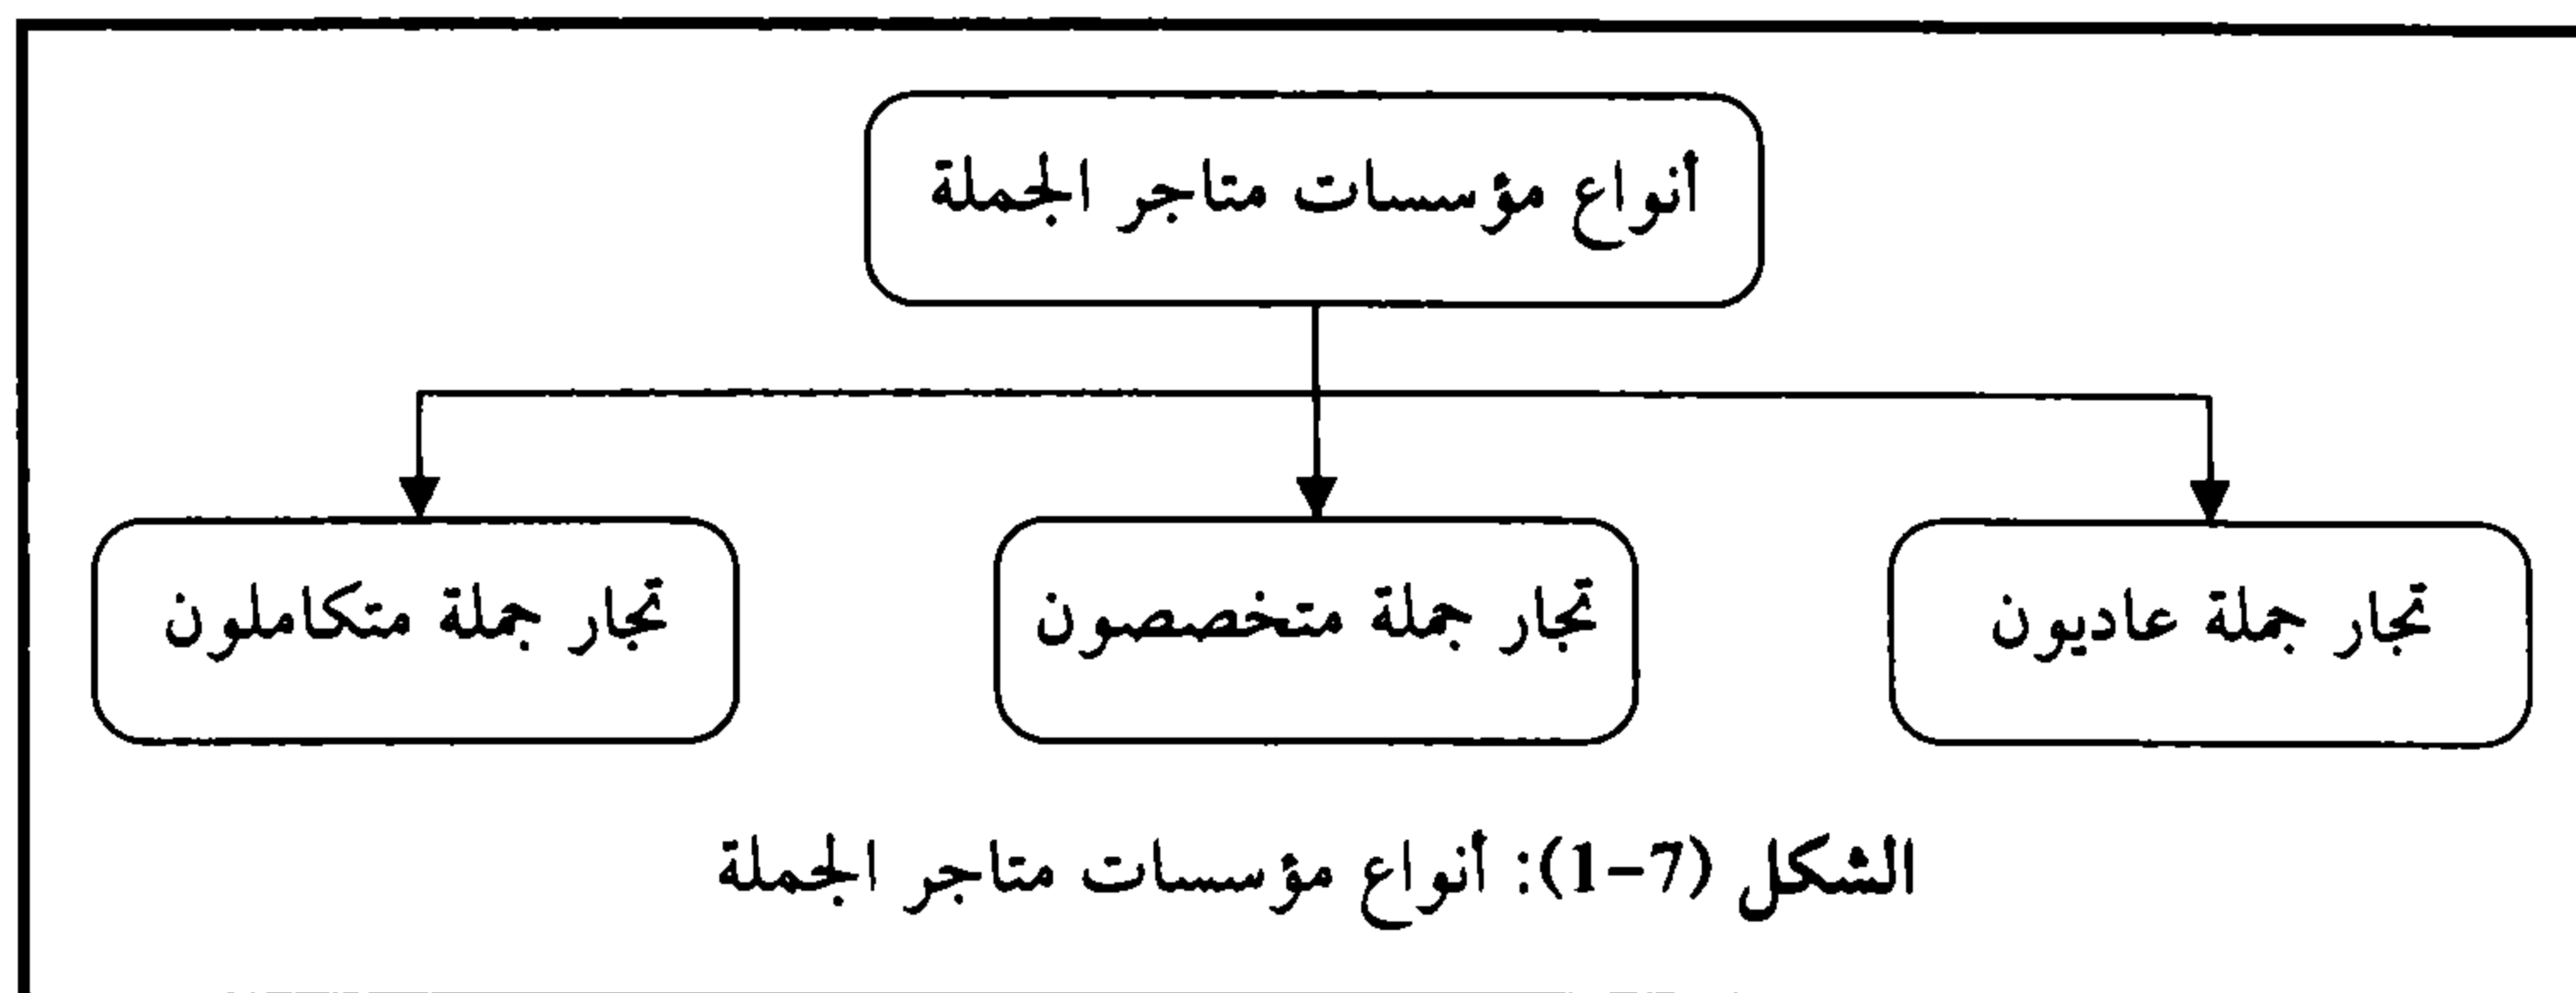 أنواع مؤسسات متاجر الجملة
تجار جملة عاديون
تجار جملة متخصصون
تجار جملة متكاملون
الشكل (7-1): أنواع مؤسسات متاجر الجملة